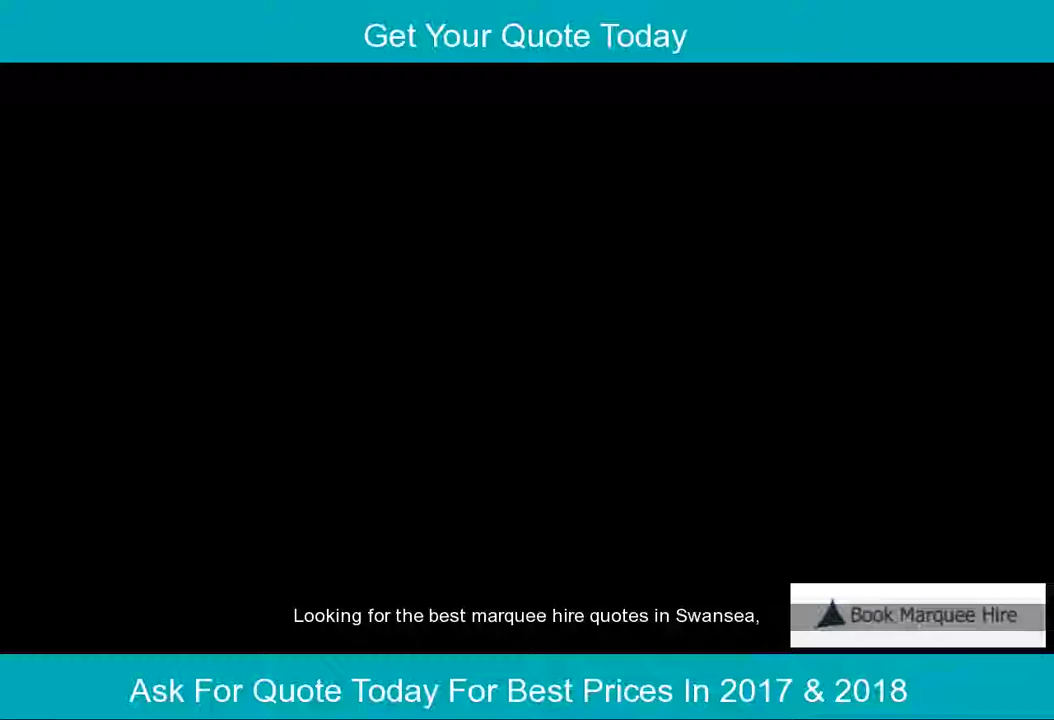 Get Your Quote Today
Looking for the best marquee hire quotes in Swansea,
Book Marquee Hire
Ask For Quote Today For Best Prices In 2017 & 2018